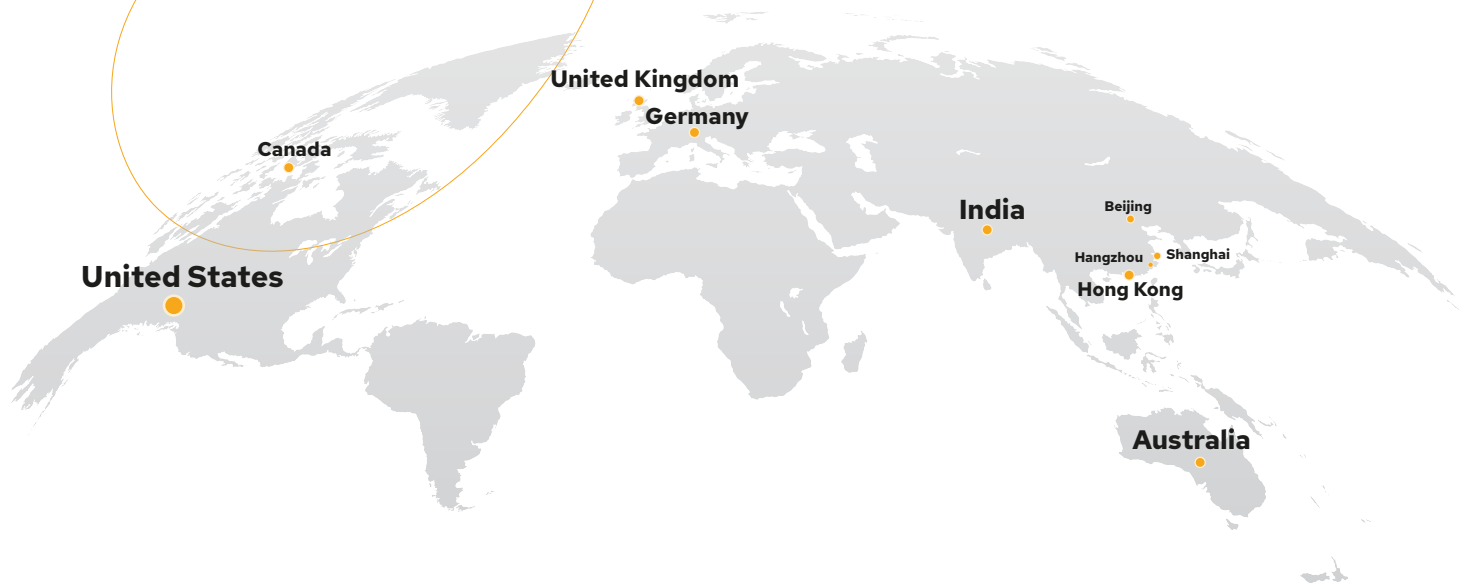 United Kingdom
Germany
Canada
India
Beijing
Shanghai
Hangzhou
United States
Hong Kong
Australia